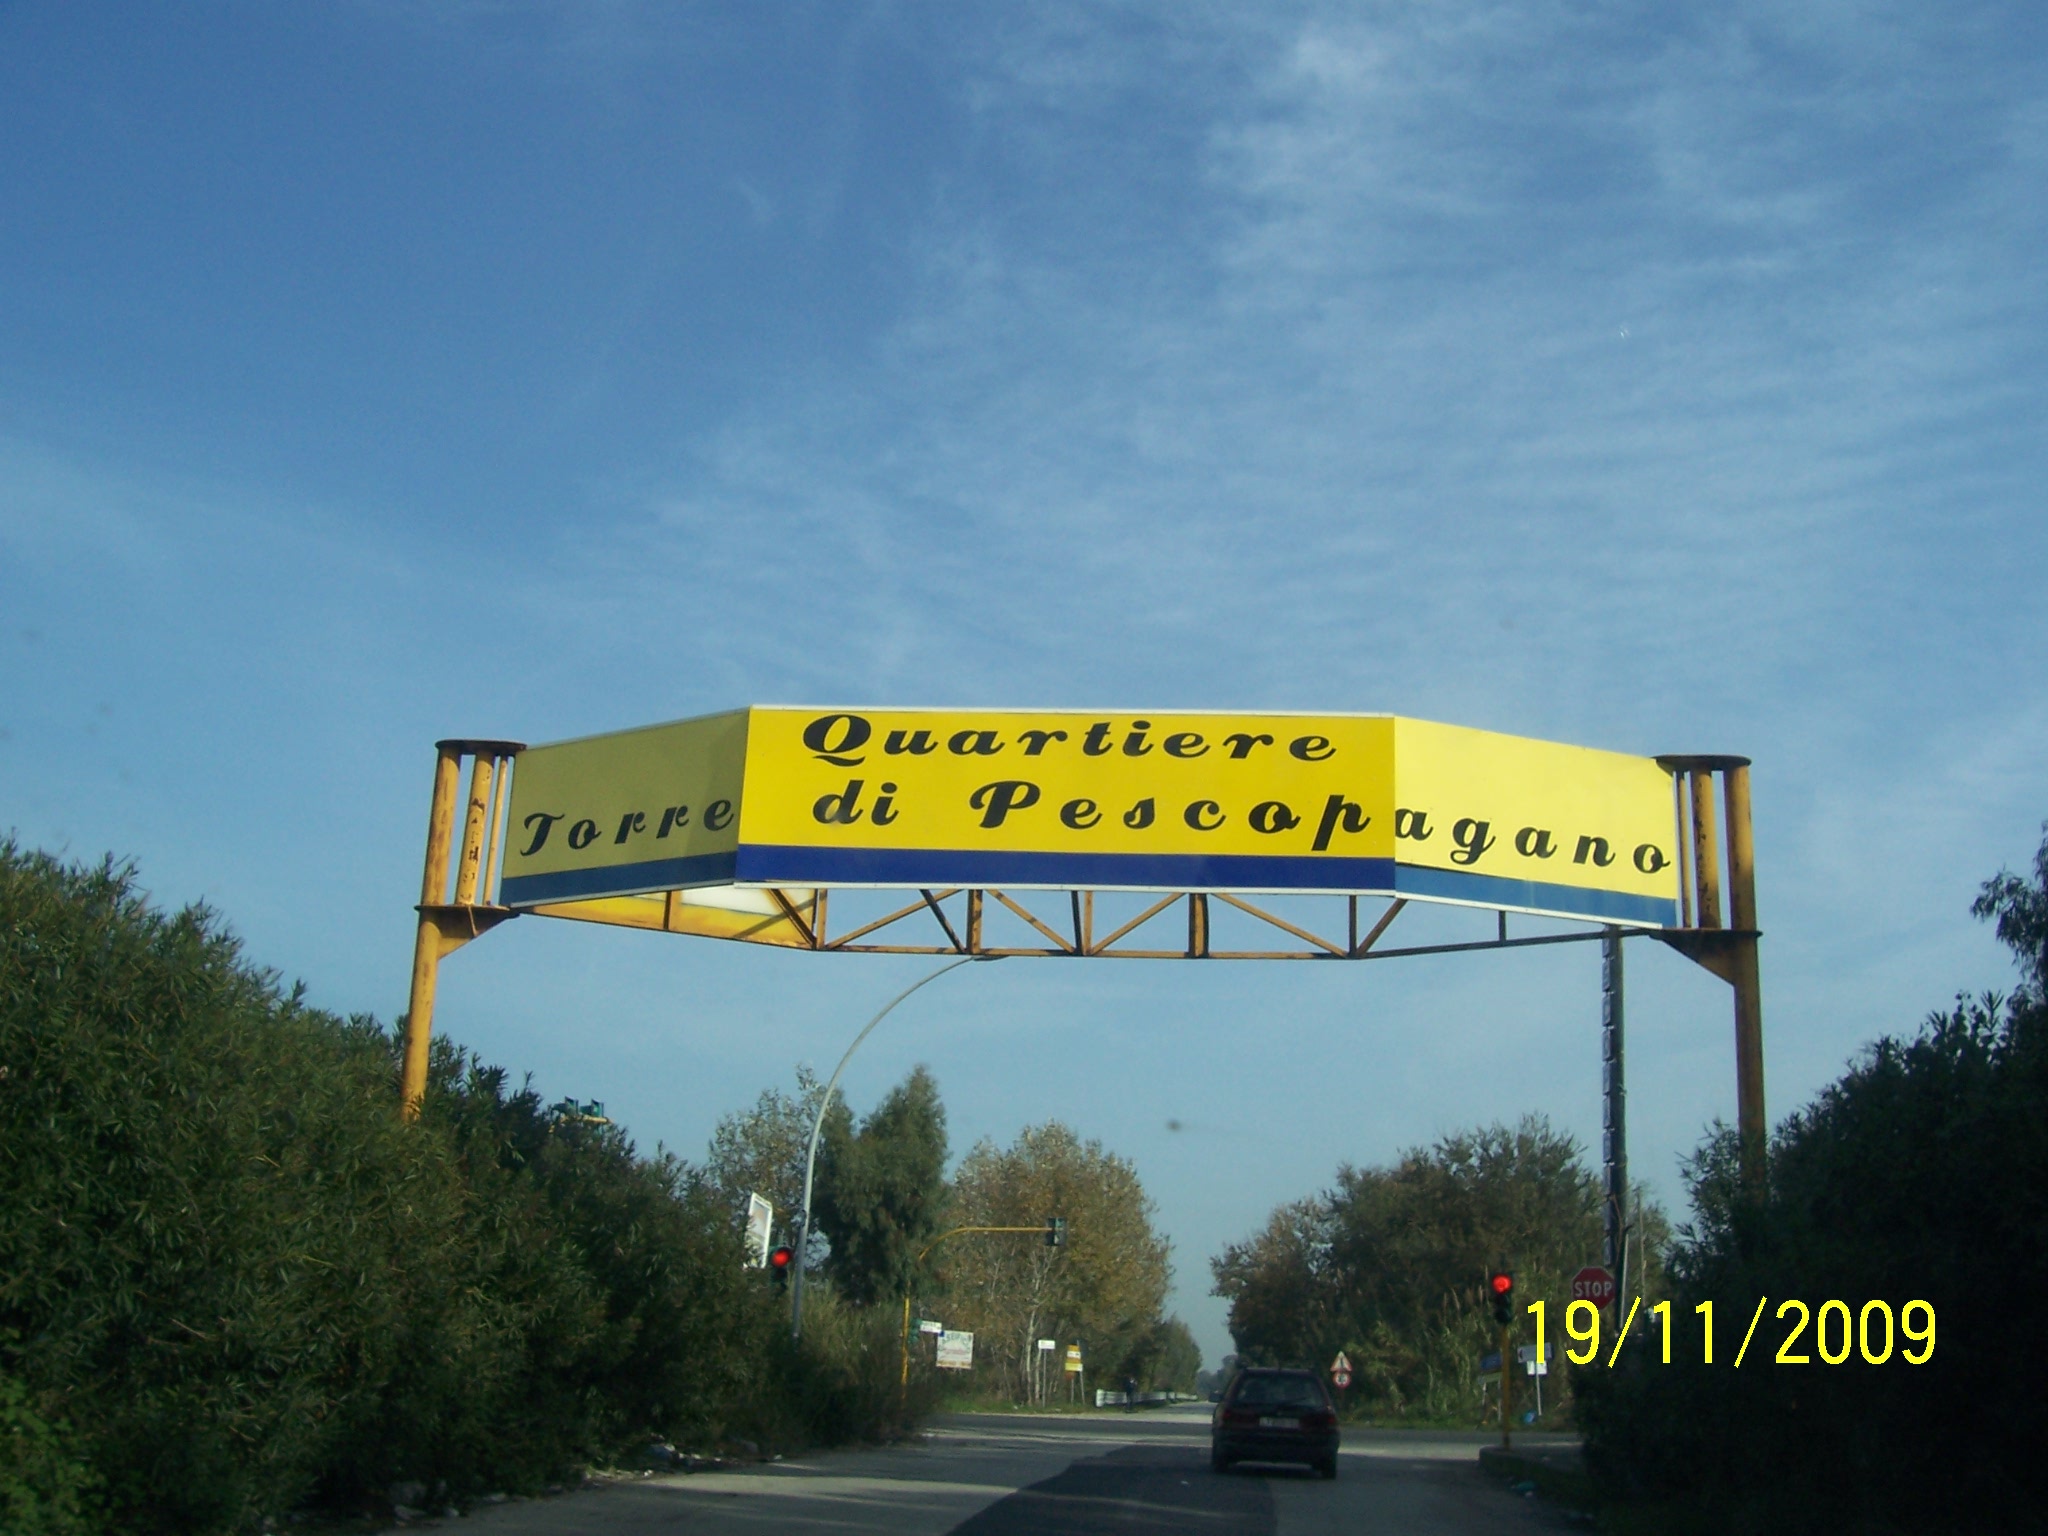 Quartiere
Torre di Pescopagano
STOP
19/11/2009